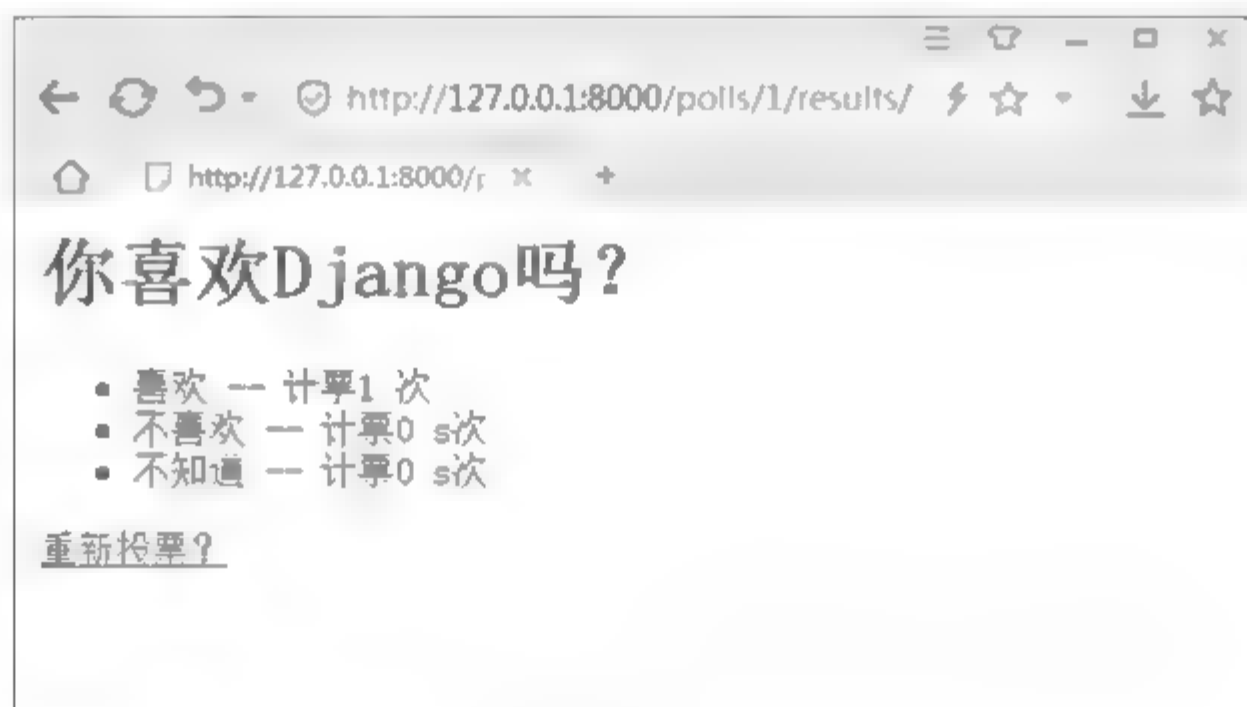 http://127.0.0.1:8000/polls/1/results/
http://127.0.0.1:8000/p
你喜欢Django吗？
喜欢 -- 计票1 次
不喜欢 -- 计票0 s次
不知道 -- 计票0 s次
重新投票？